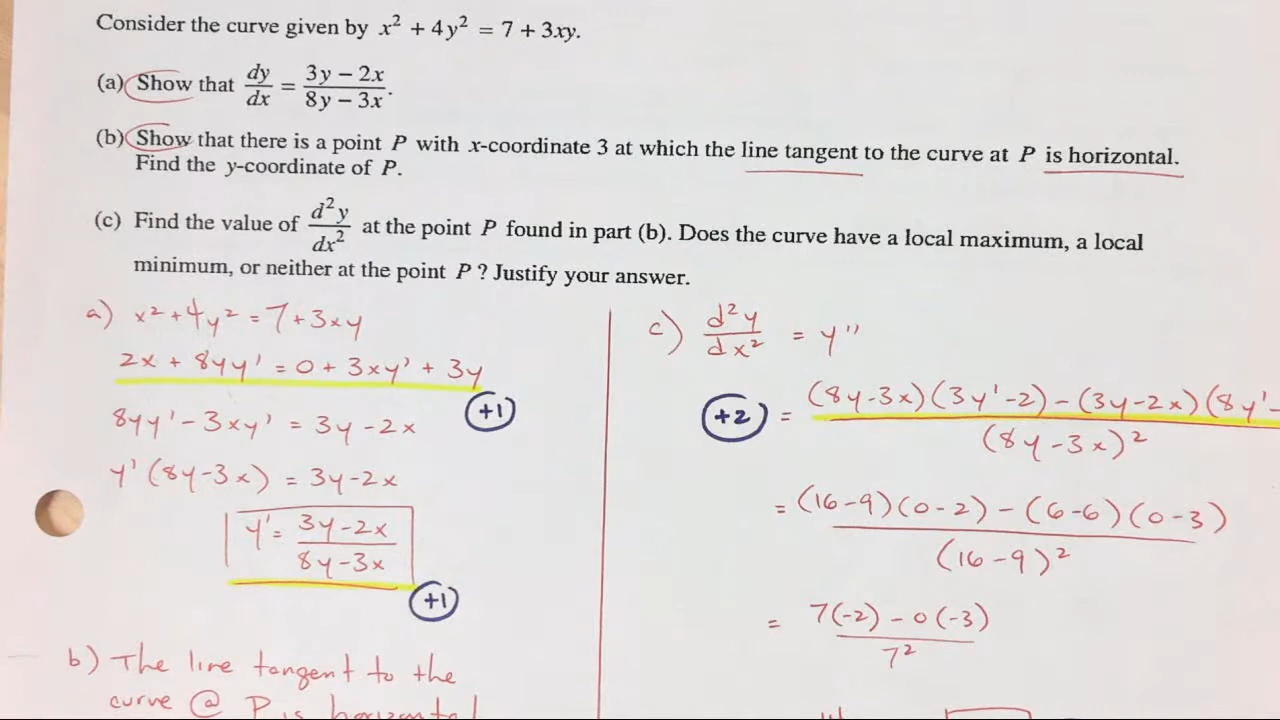 Consider the curve given by x² + 4y² = 7 + 3xy.
(a) Show that dy/dx = (3y − 2x)/(8y − 3x).
(b) Show that there is a point P with x-coordinate 3 at which the line tangent to the curve at P is horizontal.
Find the y-coordinate of P.
(c) Find the value of d²y/dx² at the point P found in part (b). Does the curve have a local maximum, a local
minimum, or neither at the point P? Justify your answer.
a) x² + 4y² = 7 + 3xy
2x + 8yy' = 0 + 3xy' + 3y
+1
8yy' − 3xy' = 3y − 2x
y'(8y − 3x) = 3y − 2x
y' = (3y − 2x)/(8y − 3x)
+1
b) The line tangent to the
curve @ P is horizontal
c) d²y/dx² = y''
+2 = ((8y − 3x)(3y' − 2) − (3y − 2x)(8y' −)/(8y − 3x)²
= ((16 − 9)(0 − 2) − (6 − 6)(0 − 3))/(16 − 9)²
= (7(−2) − 0(−3))/7²